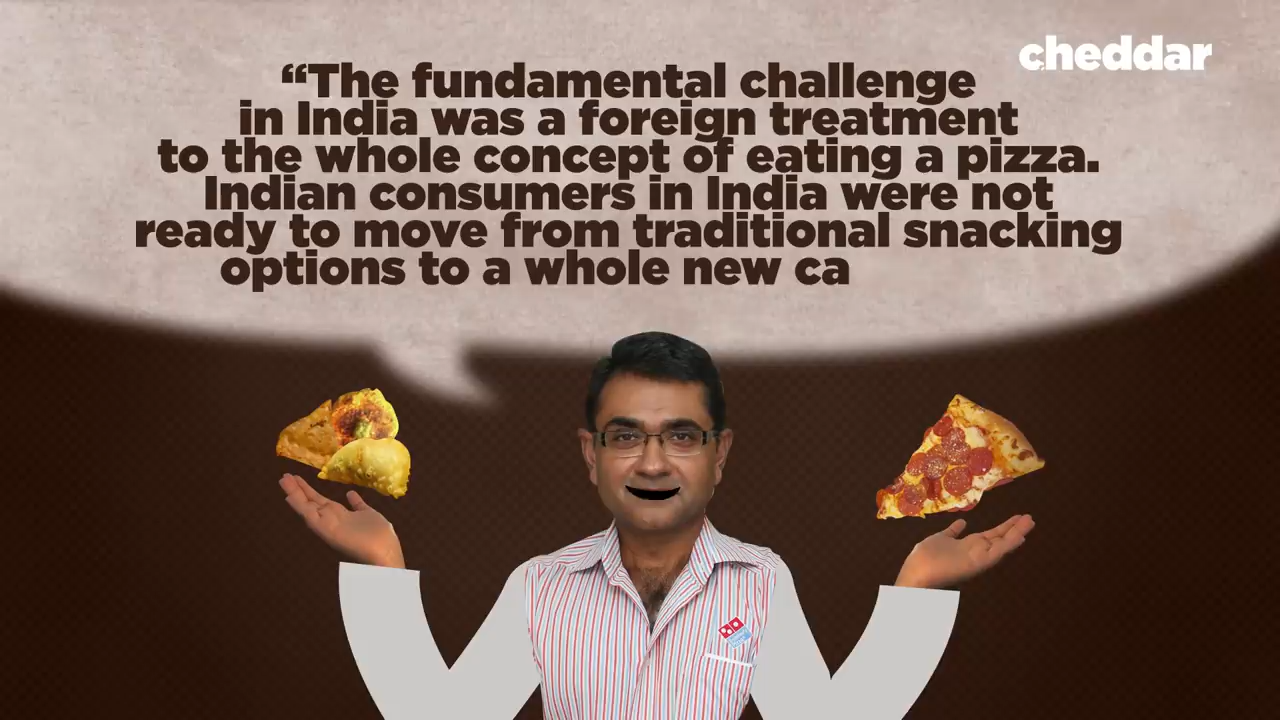 cheddar
“The fundamental challenge
in India was a foreign treatment
to the whole concept of eating a pizza.
Indian consumers in India were not
ready to move from traditional snacking
options to a whole new ca